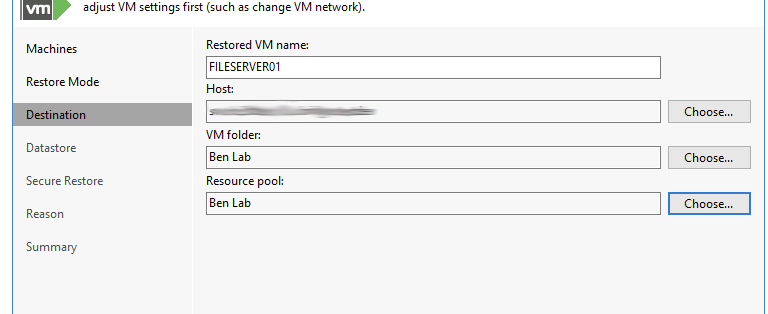 vm
adjust VM settings first (such as change VM network).
Machines
Restore Mode
Destination
Datastore
Secure Restore
Reason
Summary
Restored VM name:
FILESERVER01
Host:
Choose...
VM folder:
Ben Lab
Choose...
Resource pool:
Ben Lab
Choose...